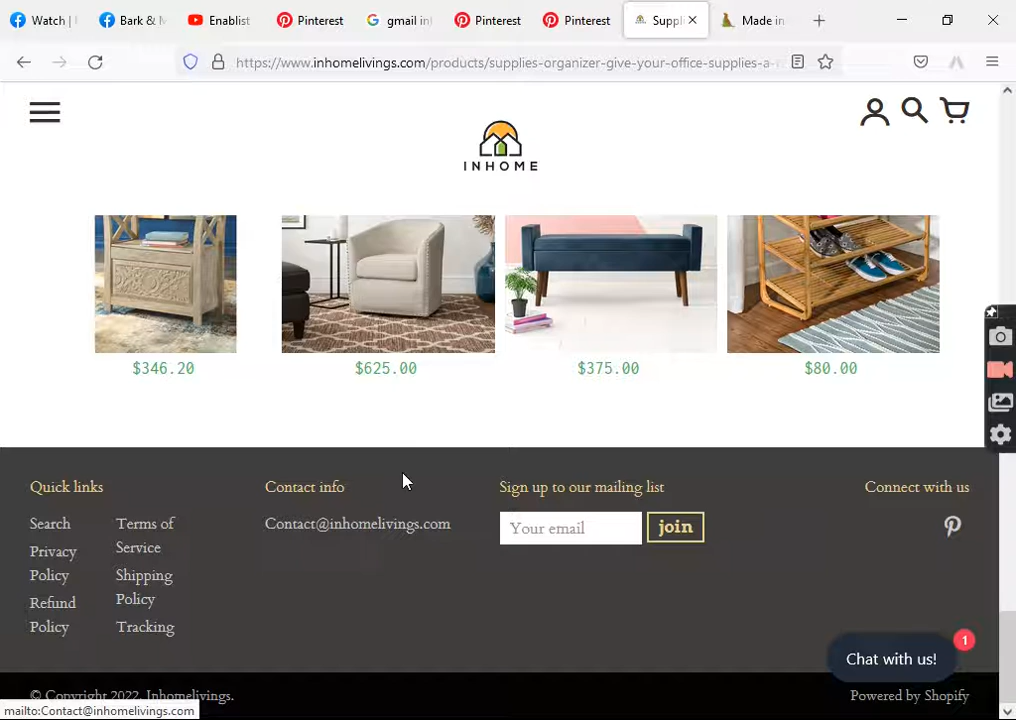 Watch |
Bark & M
Enablist
Pinterest
gmail in
Pinterest
Pinterest
Suppli
Made in
https://www.inhomelivings.com/products/supplies-organizer-give-your-office-supplies-a-
INHOME
$346.20
$625.00
$375.00
$80.00
Quick links
Search
Privacy
Policy
Refund
Policy
Terms of
Service
Shipping
Policy
Tracking
Contact info
Contact@inhomelivings.com
Sign up to our mailing list
Your email
join
Connect with us
1
Chat with us!
© Copyright 2022, Inhomelivings.
Powered by Shopify
mailto:Contact@inhomelivings.com